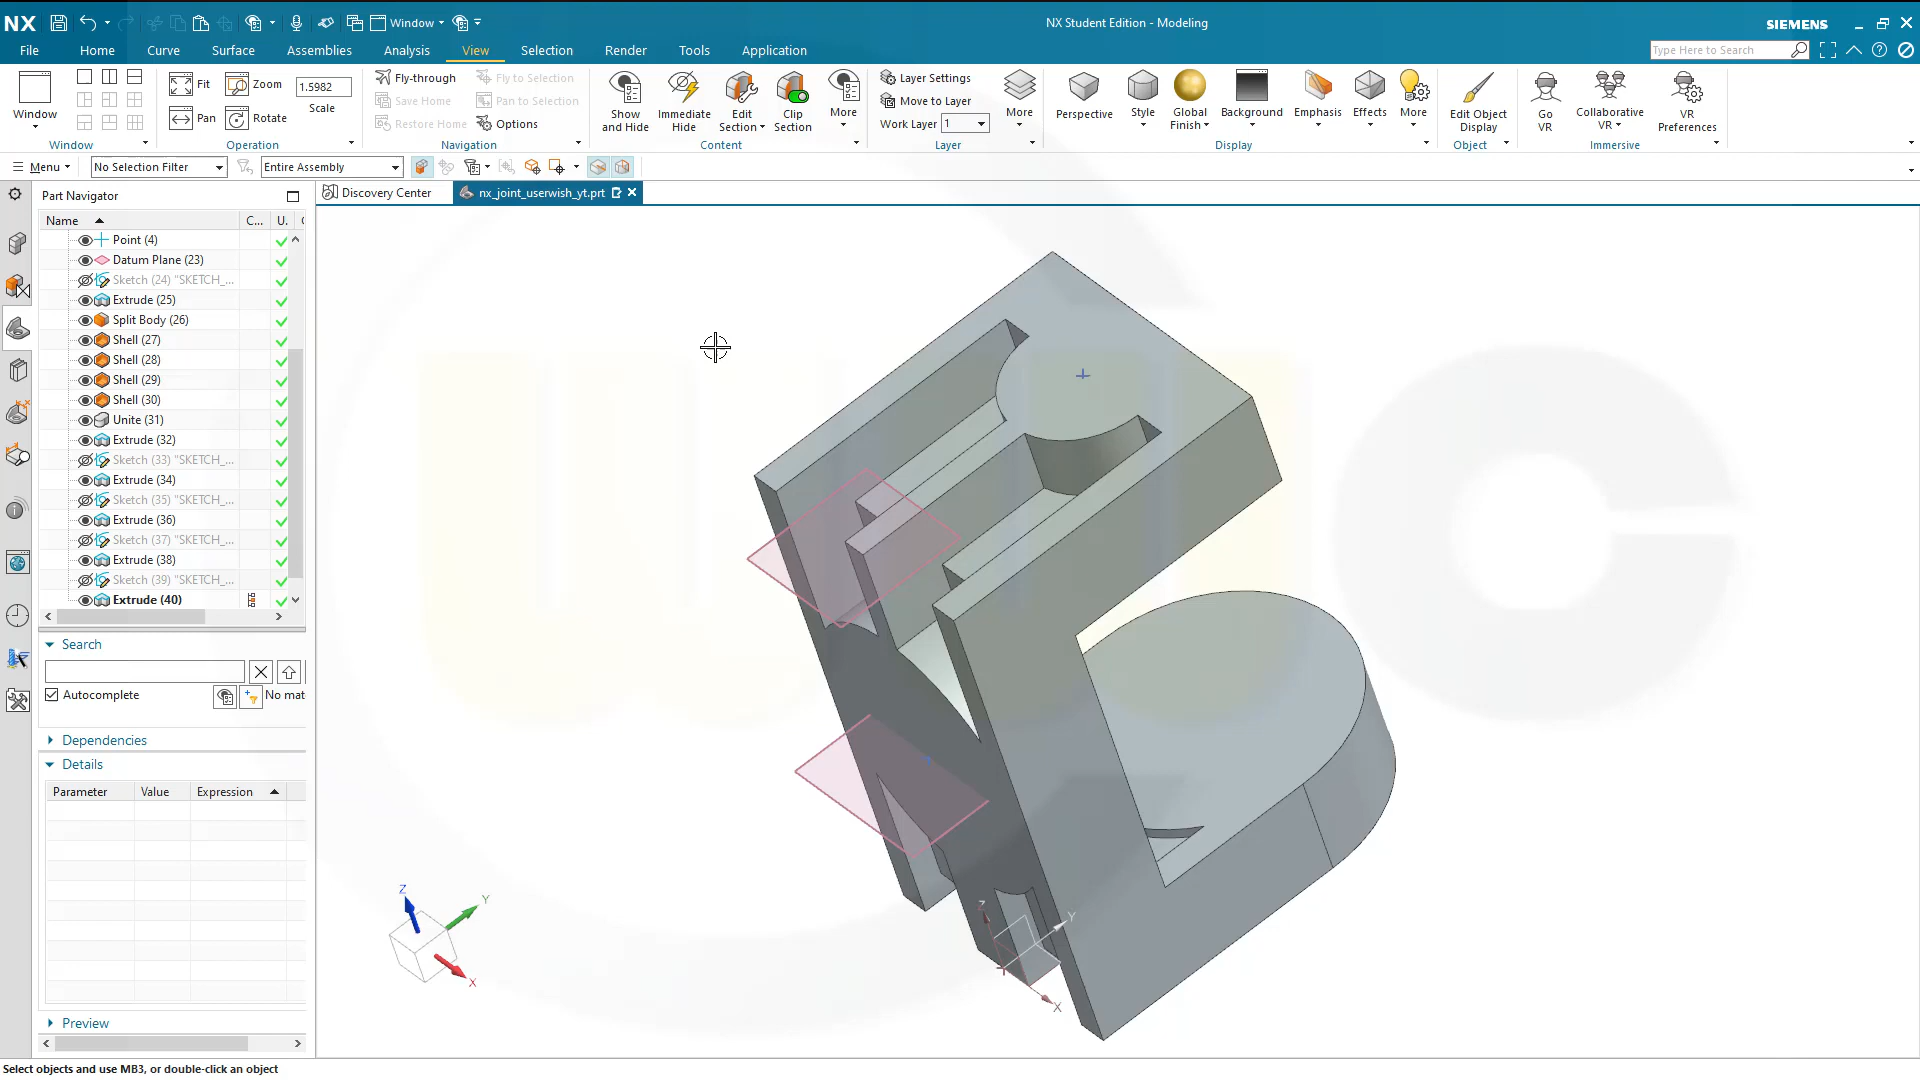 NX
Window
NX Student Edition - Modeling
SIEMENS
File Home Curve Surface Assemblies Analysis View Selection Render Tools Application
Type Here to Search
Window
Fit
Pan
Zoom
Rotate
1.5982
Scale
Fly-through
Save Home
Restore Home
Fly to Selection
Pan to Selection
Options
Show and Hide
Immediate Hide
Edit Section
Clip Section
More
Layer Settings
Move to Layer
Work Layer 1
More
Perspective
Style
Global Finish
Background
Emphasis
Effects
More
Edit Object Display
Go VR
Collaborative VR
VR Preferences
Window Operation Navigation Content Layer Display Object Immersive
Menu
No Selection Filter
Entire Assembly
Part Navigator
Discovery Center
nx_joint_userwish_yt.prt
Name C... U.
Point (4)
Datum Plane (23)
Sketch (24) "SKETCH_...
Extrude (25)
Split Body (26)
Shell (27)
Shell (28)
Shell (29)
Shell (30)
Unite (31)
Extrude (32)
Sketch (33) "SKETCH_...
Extrude (34)
Sketch (35) "SKETCH_...
Extrude (36)
Sketch (37) "SKETCH_...
Extrude (38)
Sketch (39) "SKETCH_...
Extrude (40)
Search
Autocomplete
No mat
Dependencies
Details
Parameter Value Expression
Preview
Z
Y
X
Z
Y
X
Select objects and use MB3, or double-click an object